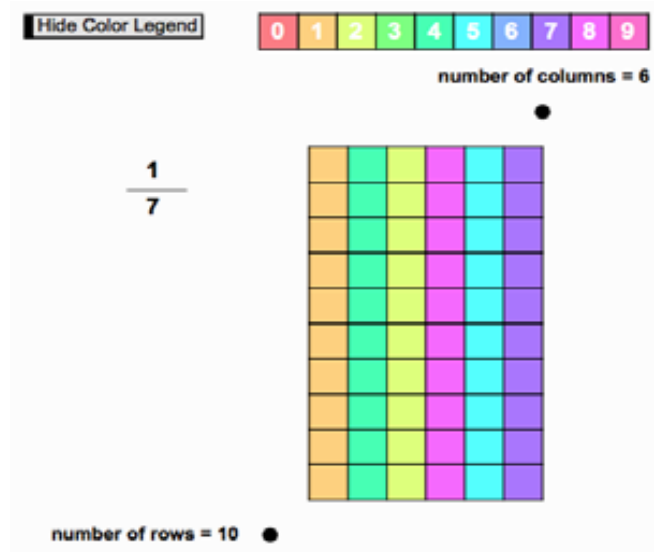 Hide Color Legend
0 1 2 3 4 5 6 7 8 9
number of columns = 6
1
7
number of rows = 10